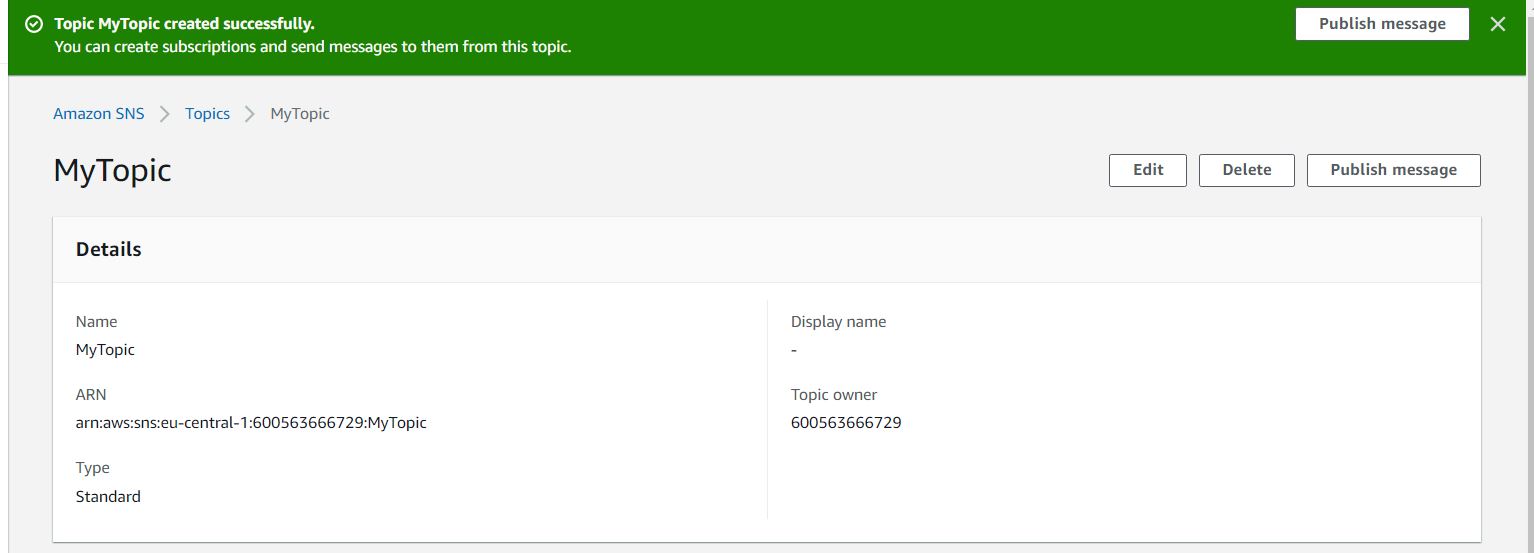 Topic MyTopic created successfully.
You can create subscriptions and send messages to them from this topic.
Publish message
Amazon SNS
Topics
MyTopic
MyTopic
Edit
Delete
Publish message
Details
Name
MyTopic
ARN
arn:aws:sns:eu-central-1:600563666729:MyTopic
Type
Standard
Display name
-
Topic owner
600563666729